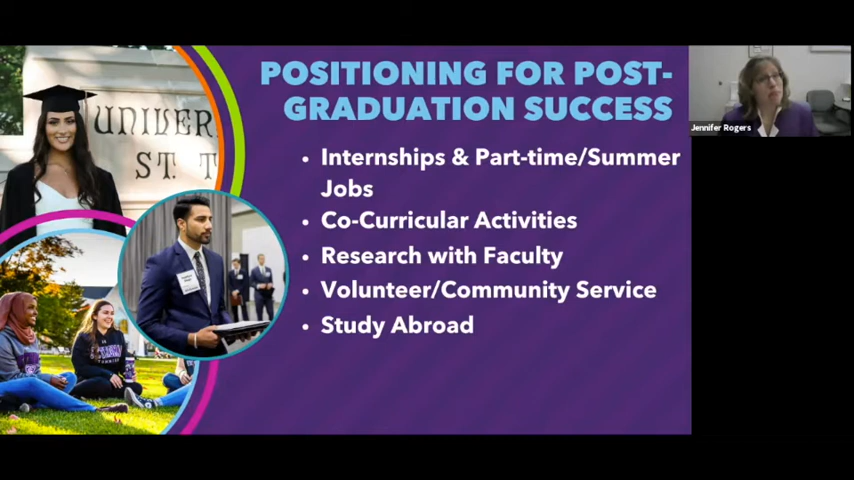 POSITIONING FOR POST-
GRADUATION SUCCESS
• Internships & Part-time/Summer
Jobs
• Co-Curricular Activities
• Research with Faculty
• Volunteer/Community Service
• Study Abroad
Jennifer Rogers
UNIVER
ST. T